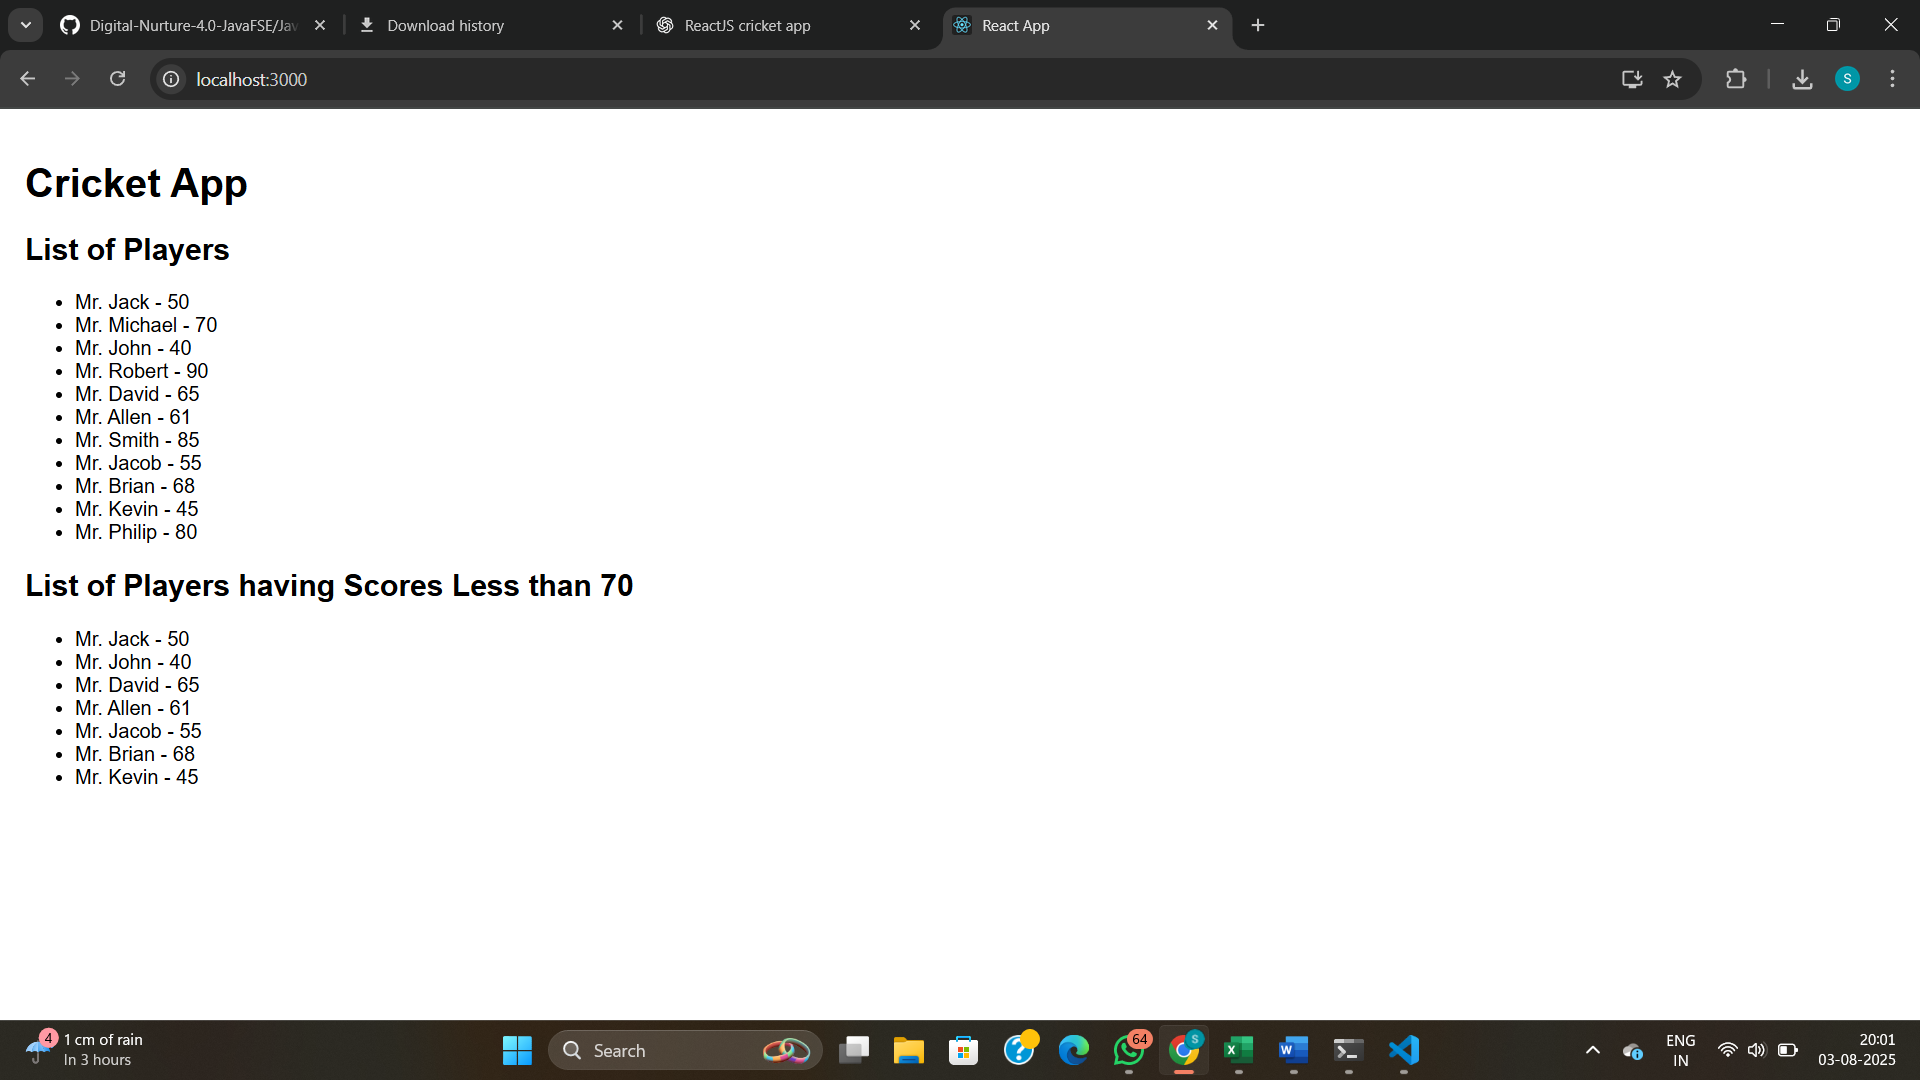 Digital-Nurture-4.0-JavaFSE/Jav
Download history
ReactJS cricket app
React App
localhost:3000
S
Cricket App
List of Players
• Mr. Jack - 50
• Mr. Michael - 70
• Mr. John - 40
• Mr. Robert - 90
• Mr. David - 65
• Mr. Allen - 61
• Mr. Smith - 85
• Mr. Jacob - 55
• Mr. Brian - 68
• Mr. Kevin - 45
• Mr. Philip - 80
List of Players having Scores Less than 70
• Mr. Jack - 50
• Mr. John - 40
• Mr. David - 65
• Mr. Allen - 61
• Mr. Jacob - 55
• Mr. Brian - 68
• Mr. Kevin - 45
4
1 cm of rain
In 3 hours
Search
64
S
ENG
IN
20:01
03-08-2025